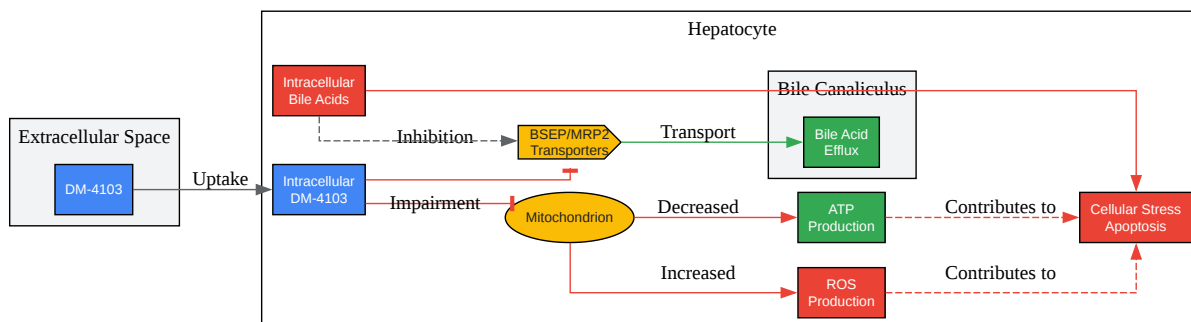 Hepatocyte
Intracellular
Bile Acids
Bile Canaliculus
Extracellular Space
Inhibition
BSEP/MRP2
Transporters
Transport
Bile Acid
Efflux
DM-4103
Uptake
Intracellular
DM-4103
Impairment
Mitochondrion
Decreased
ATP
Production
Contributes to
Cellular Stress
Apoptosis
Increased
ROS
Production
Contributes to